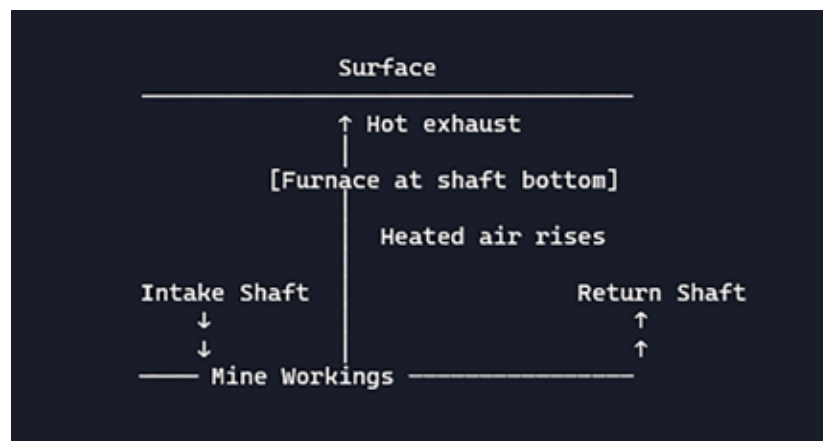 Surface
↑ Hot exhaust
[Furnace at shaft bottom]
Heated air rises
Intake Shaft Return Shaft
↓ ↑
↓ ↑
Mine Workings